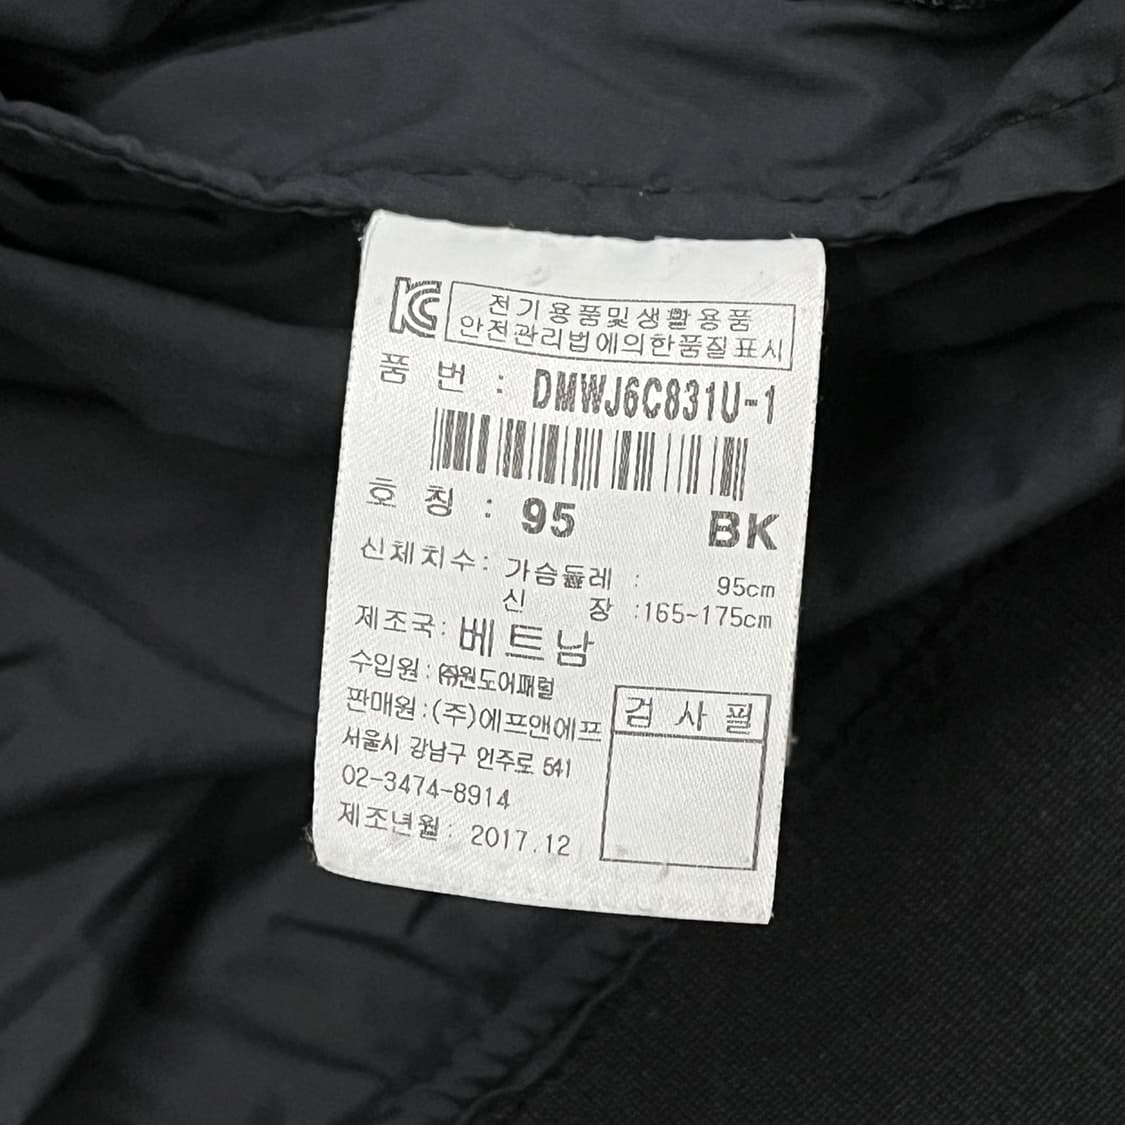 KC 전기용품및생활용품
안전관리법에의한품질표시
품 번 : DMWJ6C831U-1
호 칭 : 95 BK
신체치수: 가슴둘레 : 95cm
신 장 :165~175cm
제조국: 베트남
수입원: ㈜윈도어패럴
판매원:(주)에프앤에프
서울시 강남구 언주로 541
02-3474-8914
제조년월: 2017.12
검 사 필